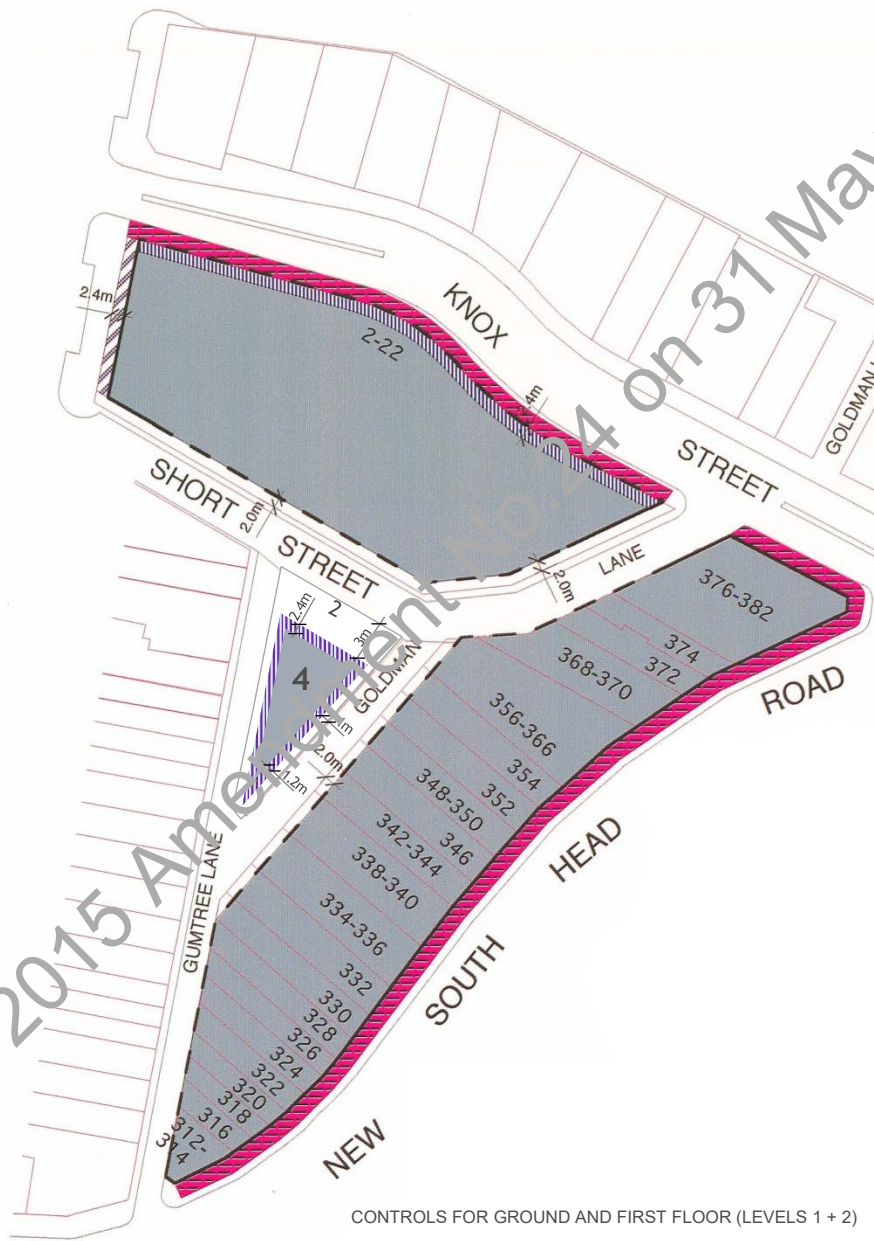 KNOX
STREET
2-22
2.4m
GOLDMAN
SHORT
STREET
2.0m
LANE
2.0m
2
2.4m
3m
4
GOLDMAN
2.0m
1.2m
GUMTREE LANE
376-382
374
372
368-370
356-366
354
352
348-350
346
342-344
338-340
334-336
332
330
328
326
324
322
320
318
316
312-
314
NEW
SOUTH
HEAD
ROAD
2015 Amendment No.24 on 31 May
CONTROLS FOR GROUND AND FIRST FLOOR (LEVELS 1 + 2)